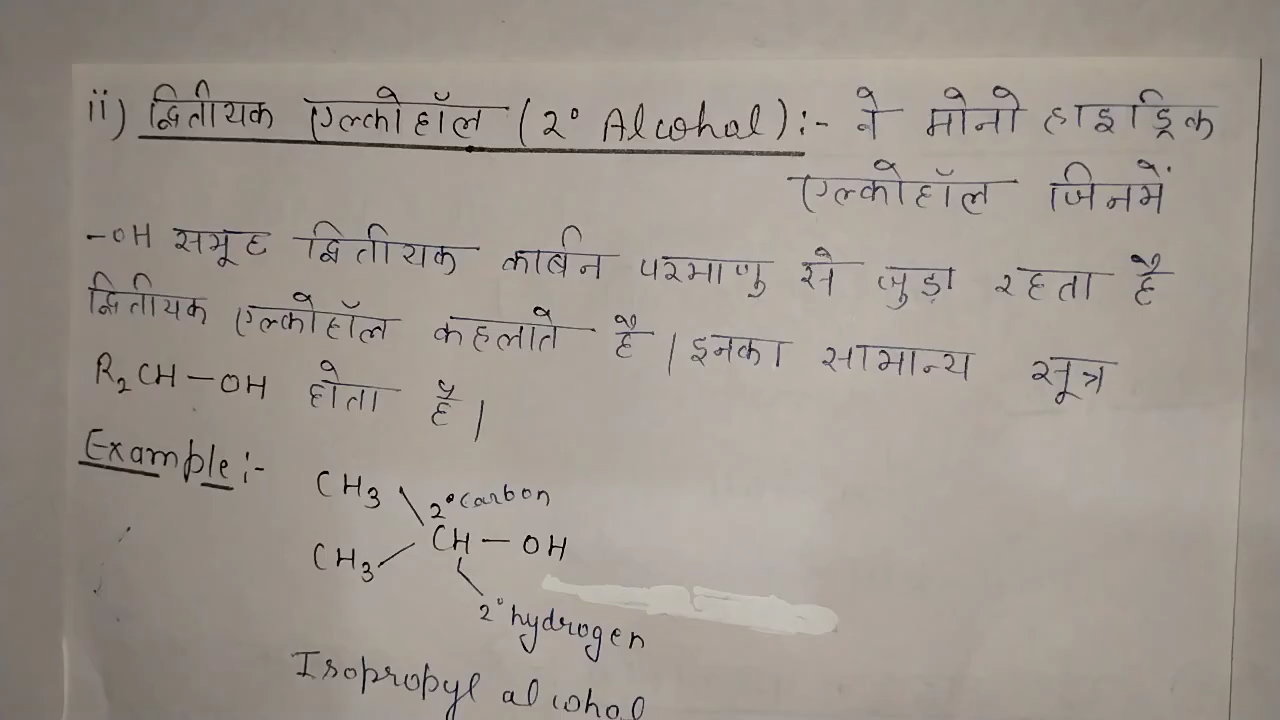 ii) द्वितीयक एल्कोहॉल (2° Alcohal):- वे मोनो हाइड्रिक
एल्कोहॉल जिनमें
-OH समूह द्वितीयक कार्बन परमाणु से जुड़ा रहता है
द्वितीयक एल्कोहॉल कहलाते है। इनका सामान्य सूत्र
R₂CH-OH होता है।
Example:-
CH₃
2° carbon
CH-OH
CH₃
2° hydrogen
Isopropyl alcohal